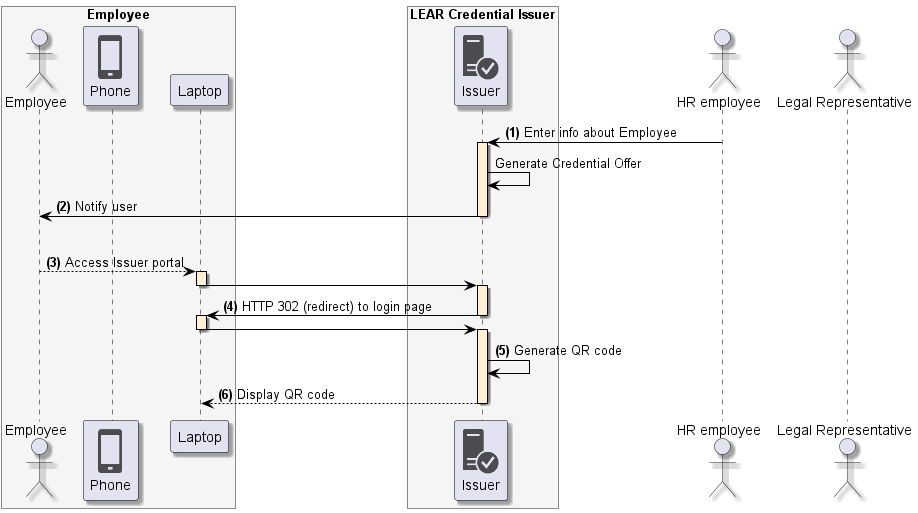 Employee
LEAR Credential Issuer
Employee
Phone
Laptop
Issuer
HR employee
Legal Representative
(1) Enter info about Employee
Generate Credential Offer
(2) Notify user
(3) Access Issuer portal
(4) HTTP 302 (redirect) to login page
(5) Generate QR code
(6) Display QR code
Employee
Phone
Laptop
Issuer
HR employee
Legal Representative